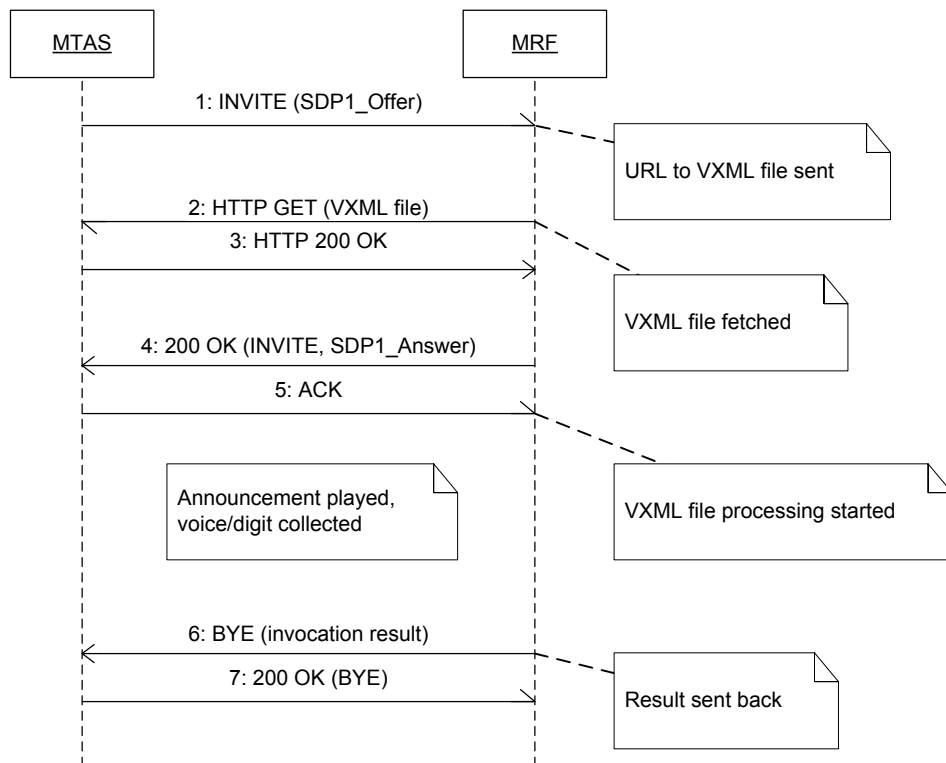 MTAS
MRF
1: INVITE (SDP1_Offer)
URL to VXML file sent
2: HTTP GET (VXML file)
3: HTTP 200 OK
VXML file fetched
4: 200 OK (INVITE, SDP1_Answer)
5: ACK
Announcement played,
voice/digit collected
VXML file processing started
6: BYE (invocation result)
7: 200 OK (BYE)
Result sent back